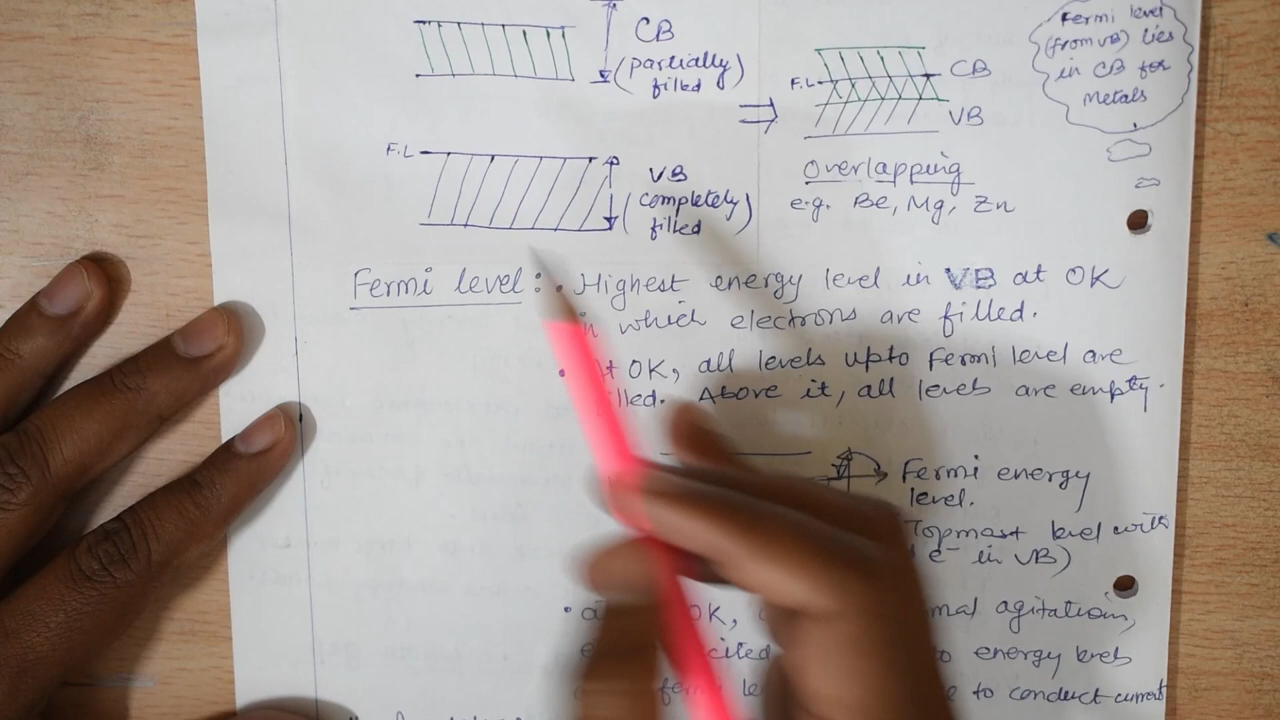 CB
(partially)
filled
Fermi level
(from VB) lies
in CB for
Metals
F.L
CB
VB
F.L
VB
(completely)
filled
Overlapping
e.g. Be, Mg, Zn
Fermi level: • Highest energy level in VB at OK
in which electrons are filled.
• At OK, all levels upto Fermi level are
filled. Above it, all levels are empty.
Fermi energy
level.
Topmost level with
e⁻ in VB)
OK, agitation,
energy levels
to conduct current